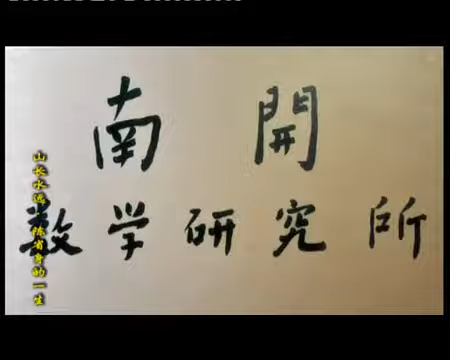 南開
数学研究所
山长水远 陈省身的一生